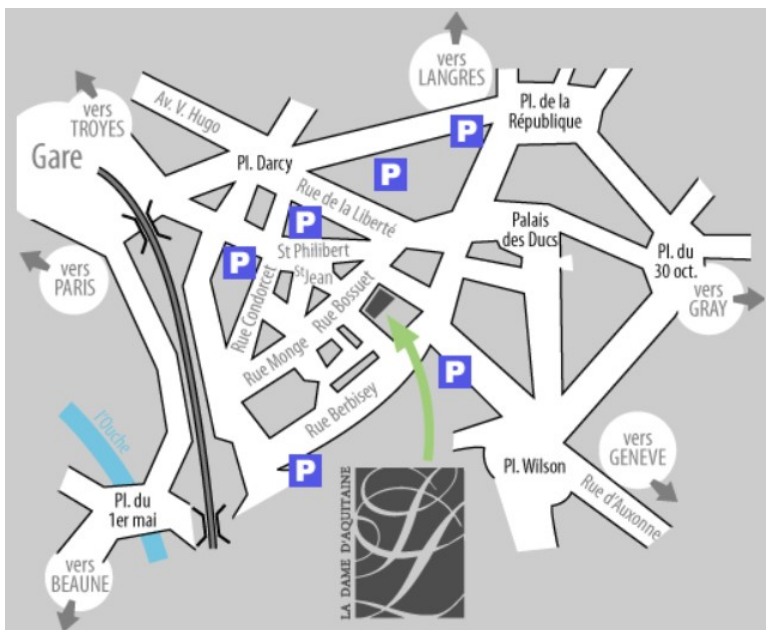 vers
LANGRES
vers
TROYES
Av. V. Hugo
Pl. de la
République
P
Gare
Pl. Darcy
P
Rue de la Liberté
P
Palais
des Ducs
St Philibert
Pl. du
30 oct.
P
St Jean
vers
PARIS
Rue Condorcet
Rue Bossuet
vers
GRAY
Rue Monge
P
Rue Berbisey
l'Ouche
vers
GENEVE
P
Pl. Wilson
Rue d'Auxonne
Pl. du
1er mai
LA DAME D'AQUITAINE
vers
BEAUNE